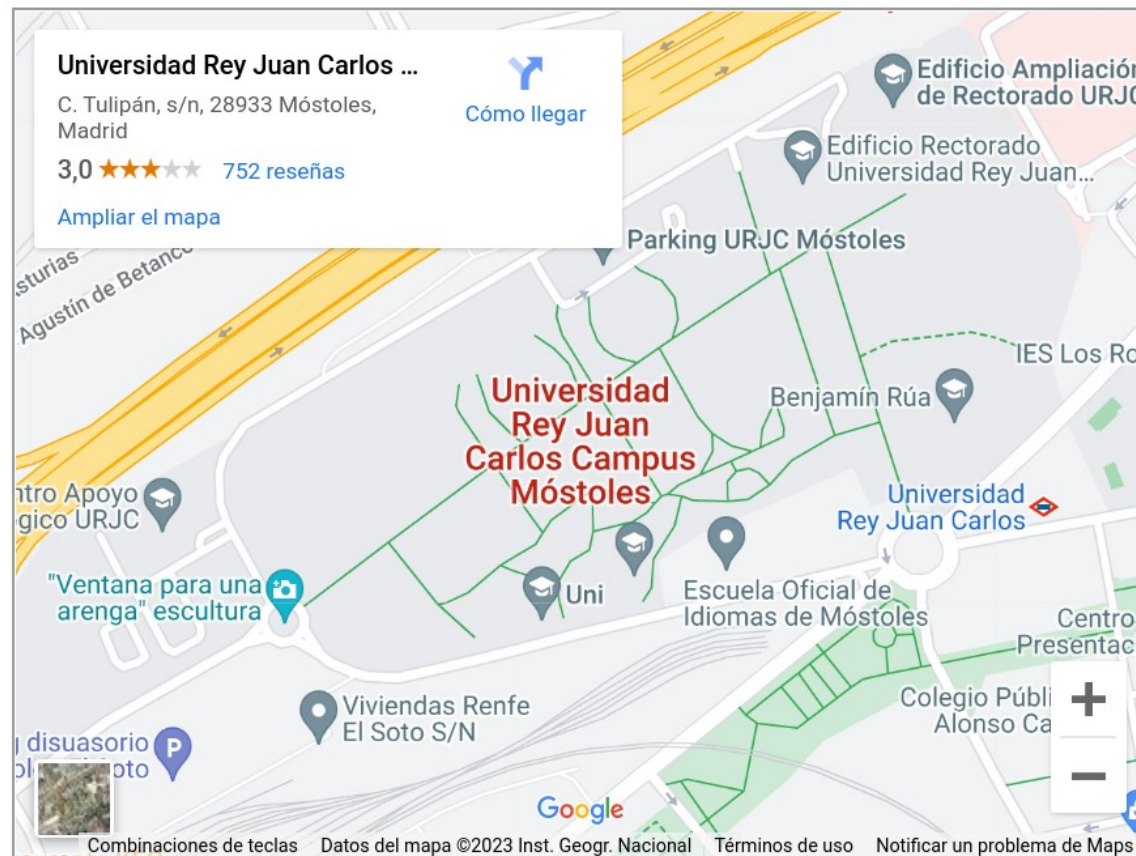 Universidad Rey Juan Carlos ...
C. Tulipán, s/n, 28933 Móstoles,
Madrid
3,0
752 reseñas
Ampliar el mapa
Cómo llegar
Edificio Ampliación
de Rectorado URJC
Edificio Rectorado
Universidad Rey Juan...
Parking URJC Móstoles
sturias
Agustín de Betanco
IES Los Ro
Benjamín Rúa
Universidad
Rey Juan
Carlos Campus
Móstoles
ntro Apoyo
gico URJC
Universidad
Rey Juan Carlos
"Ventana para una
arenga" escultura
Uni
Escuela Oficial de
Idiomas de Móstoles
Centro
Presentac
Viviendas Renfe
El Soto S/N
Colegio Públi
Alonso Ca
disuasorio
P
Google
Combinaciones de teclas Datos del mapa ©2023 Inst. Geogr. Nacional Términos de uso Notificar un problema de Maps